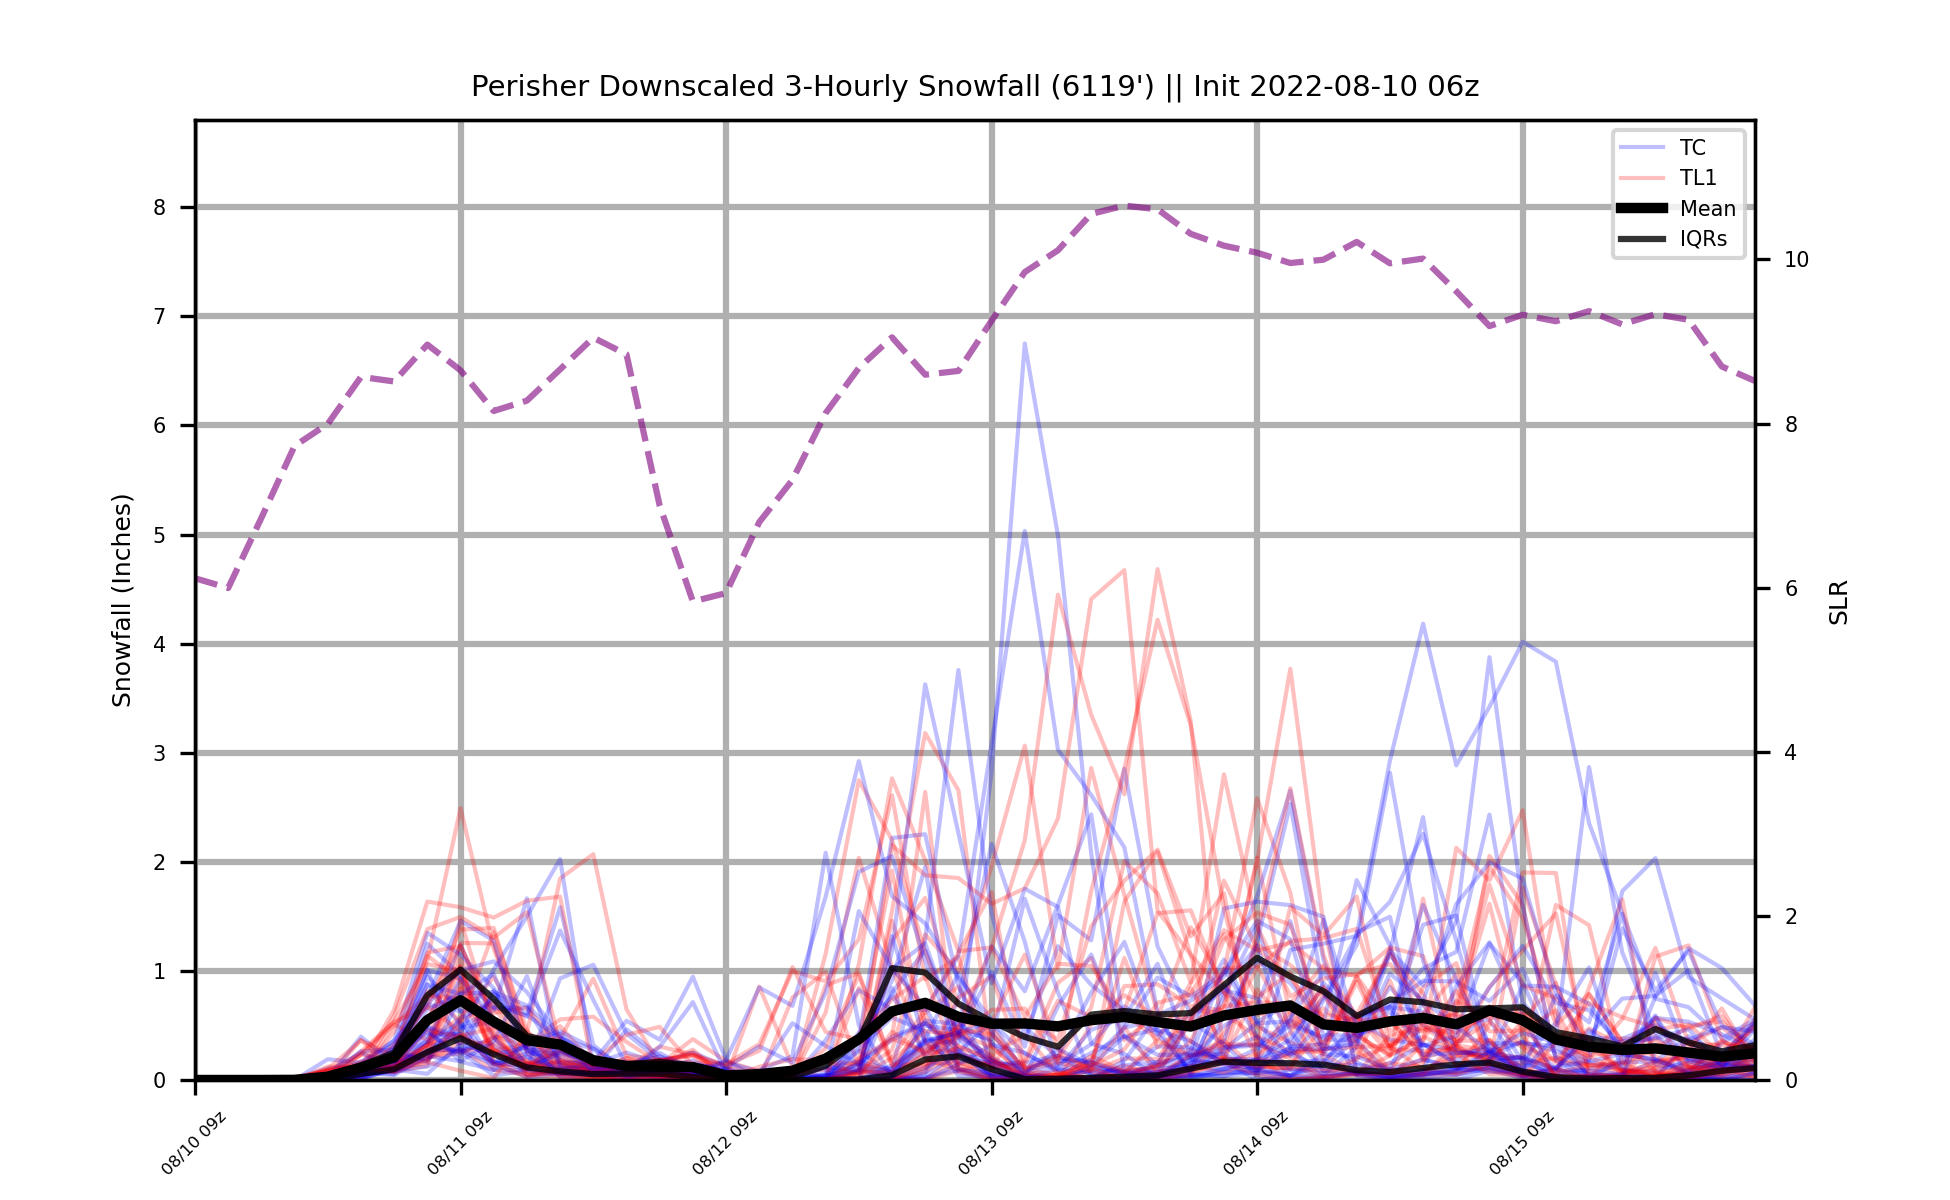 Perisher Downscaled 3-Hourly Snowfall (6119') || Init 2022-08-10 06z
TC
TL1
Mean
IQRs
8
7
6
5
4
3
2
1
0
Snowfall (Inches)
10
8
6
4
2
0
SLR
08/10 09z
08/11 09z
08/12 09z
08/13 09z
08/14 09z
08/15 09z